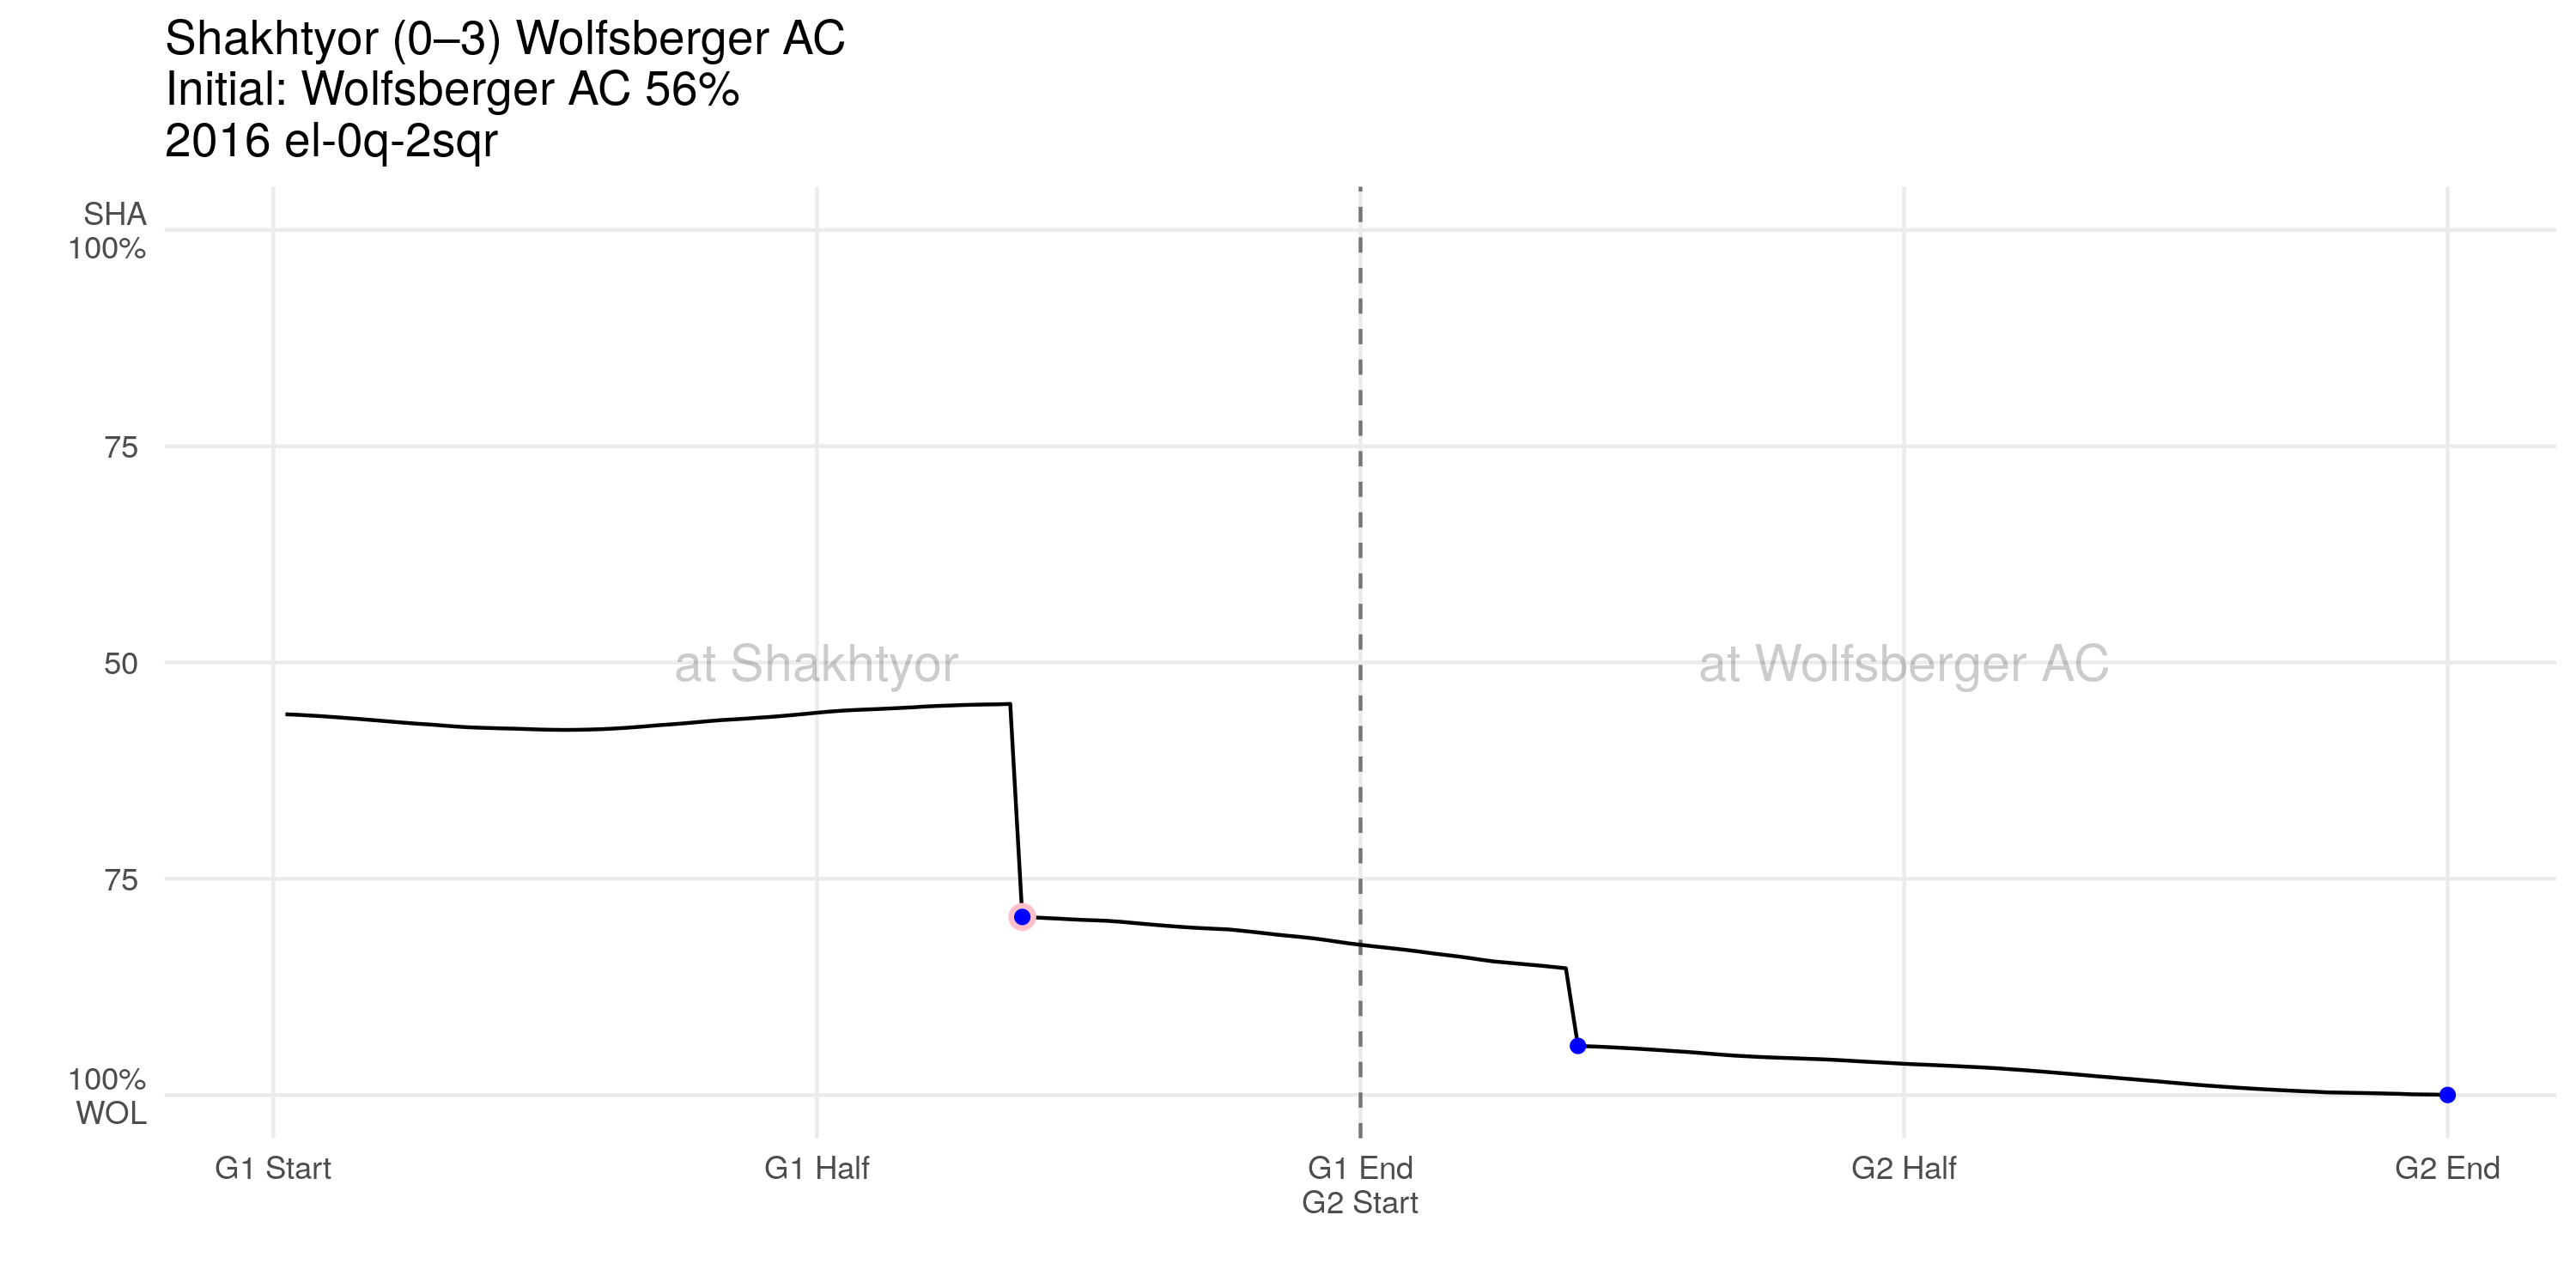 Shakhtyor (0–3) Wolfsberger AC
Initial: Wolfsberger AC 56%
2016 el-0q-2sqr
SHA
100%
75
50
75
100%
WOL
at Shakhtyor
at Wolfsberger AC
G1 Start
G1 Half
G1 End
G2 Start
G2 Half
G2 End